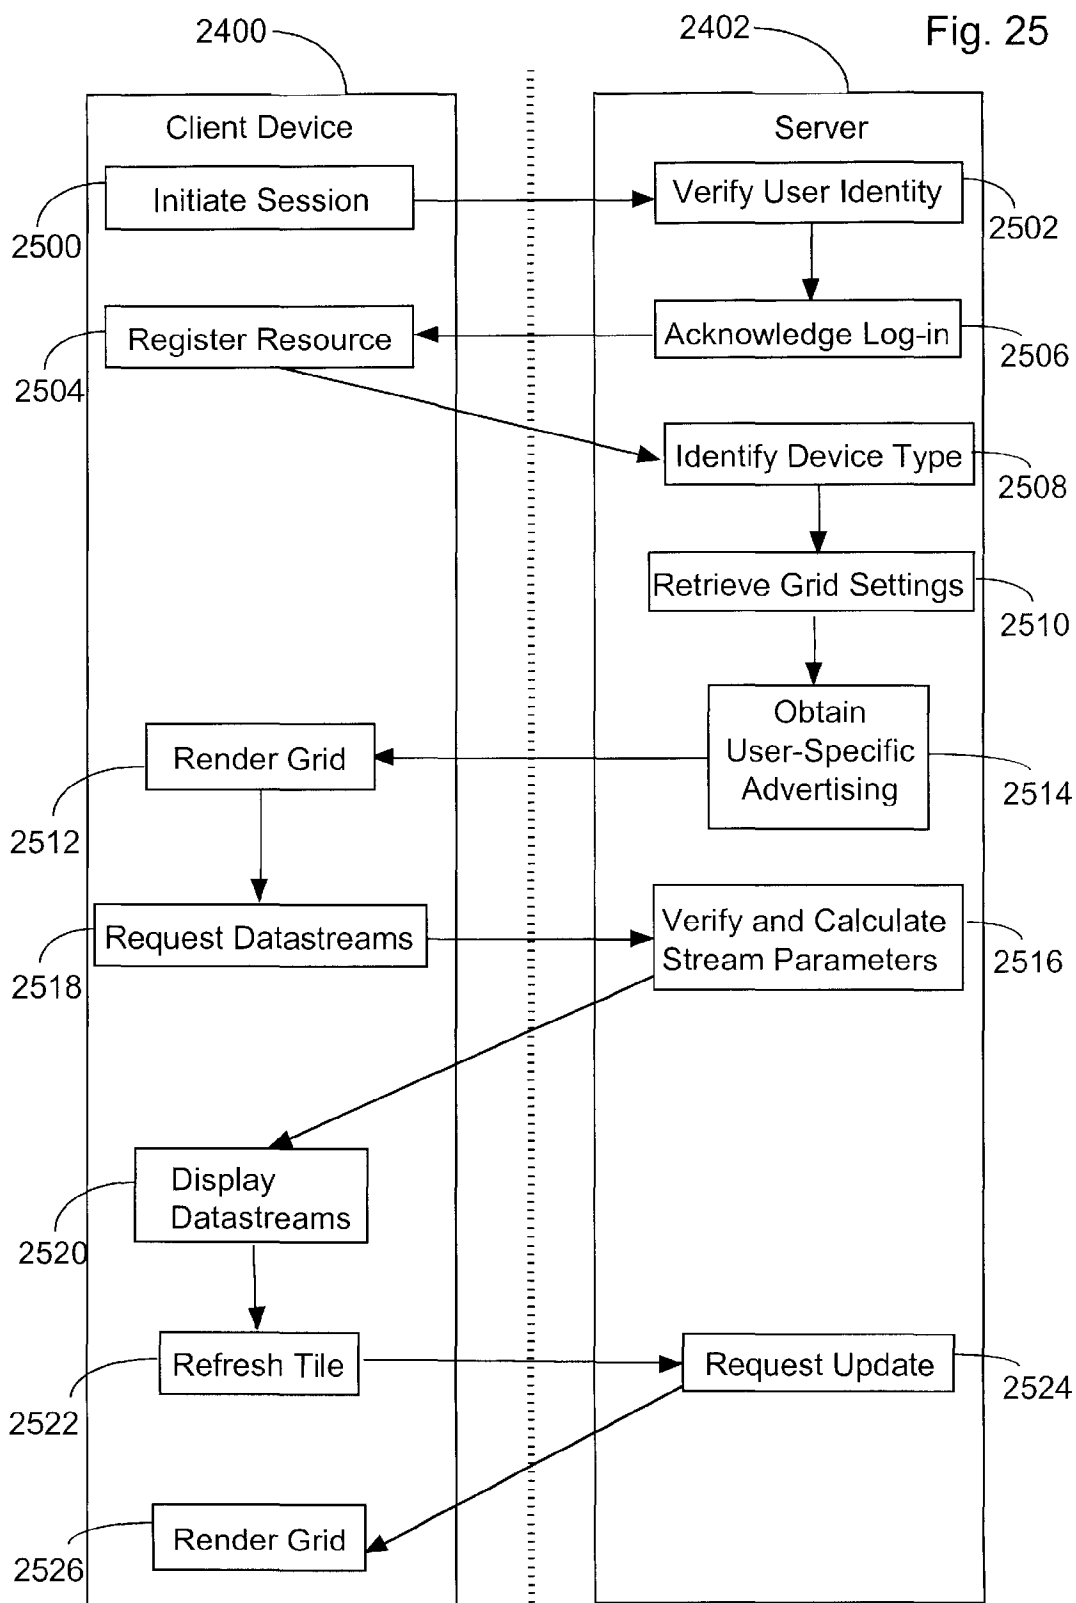 2400
2402
Fig. 25
Client Device
Server
Initiate Session
Verify User Identity
2500
2502
Register Resource
Acknowledge Log-in
2504
2506
Identify Device Type
2508
Retrieve Grid Settings
2510
Obtain
User-Specific
Advertising
Render Grid
2512
2514
Request Datastreams
Verify and Calculate
Stream Parameters
2518
2516
Display
Datastreams
2520
Refresh Tile
Request Update
2522
2524
Render Grid
2526